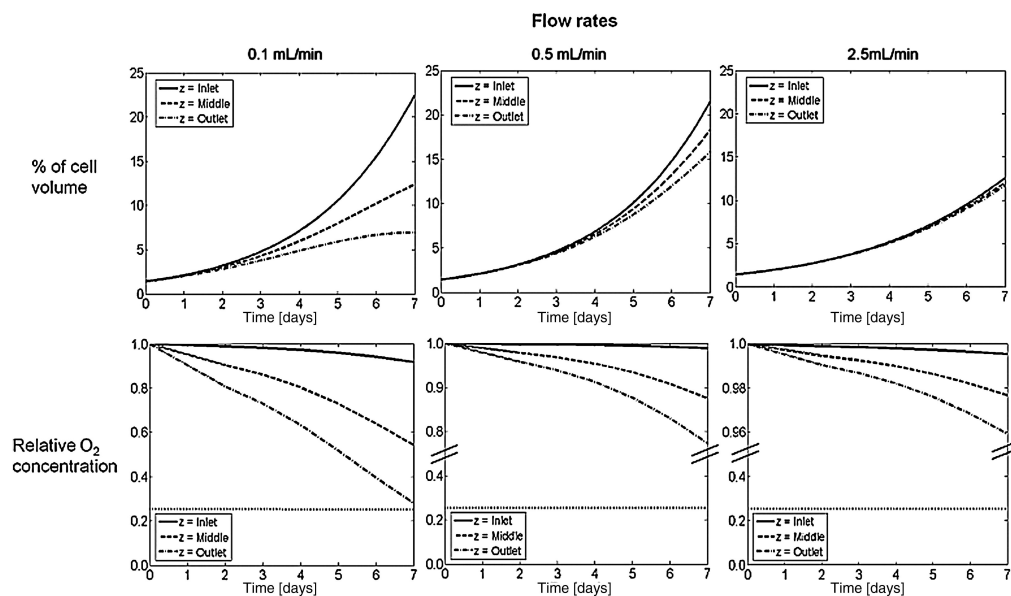 Flow rates
0.1 mL/min
0.5 mL/min
2.5mL/min
% of cell
volume
25
20
15
10
5
0
z = Inlet
z = Middle
z = Outlet
0 1 2 3 4 5 6 7
Time [days]
25
20
15
10
5
0
z = Inlet
z = Middle
z = Outlet
0 1 2 3 4 5 6 7
Time [days]
25
20
15
10
5
0
z = Inlet
z = Middle
z = Outlet
0 1 2 3 4 5 6 7
Time [days]
Relative O₂
concentration
1.0
0.8
0.6
0.4
0.2
0.0
z = Inlet
z = Middle
z = Outlet
0 1 2 3 4 5 6 7
Time [days]
1.0
0.9
0.8
0.4
0.2
0.0
z = Inlet
z = Middle
z = Outlet
0 1 2 3 4 5 6 7
Time [days]
1.0
0.98
0.96
0.4
0.2
0.0
z = Inlet
z = Middle
z = Outlet
0 1 2 3 4 5 6 7
Time [days]